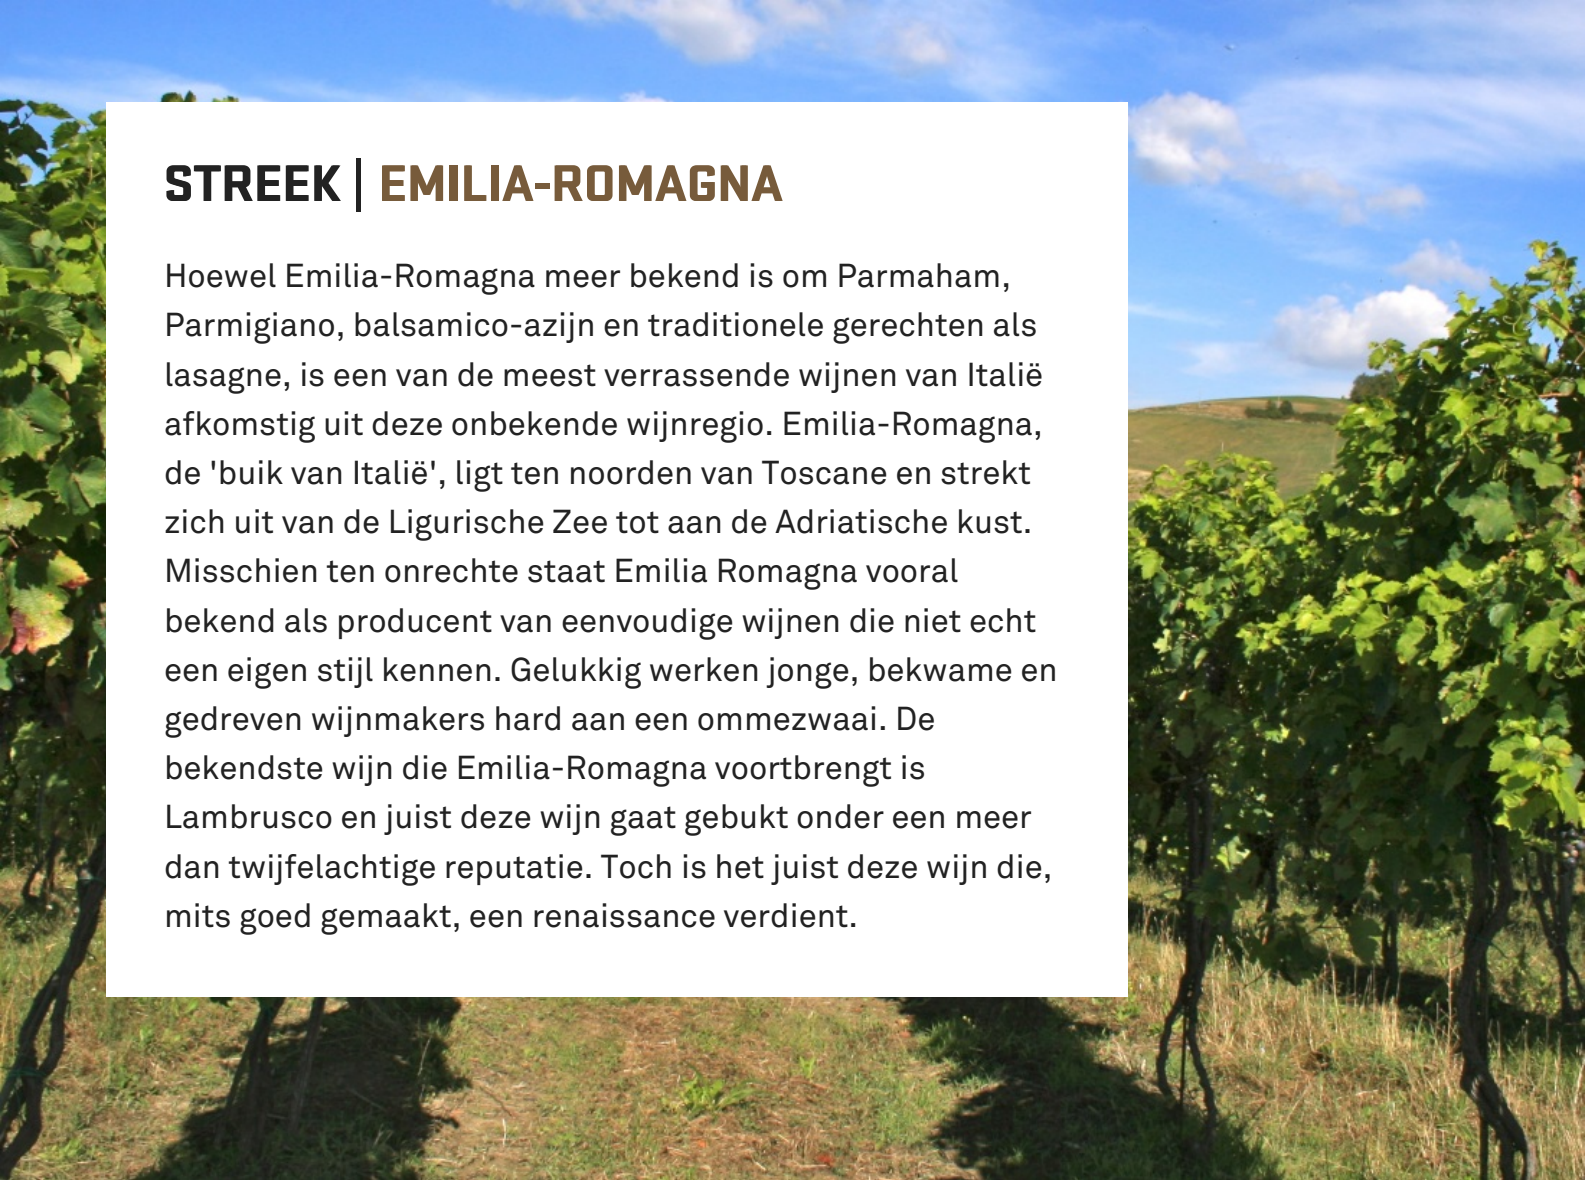 STREEK | EMILIA-ROMAGNA
Hoewel Emilia-Romagna meer bekend is om Parmaham,
Parmigiano, balsamico-azijn en traditionele gerechten als
lasagne, is een van de meest verrassende wijnen van Italië
afkomstig uit deze onbekende wijnregio. Emilia-Romagna,
de 'buik van Italië', ligt ten noorden van Toscane en strekt
zich uit van de Ligurische Zee tot aan de Adriatische kust.
Misschien ten onrechte staat Emilia Romagna vooral
bekend als producent van eenvoudige wijnen die niet echt
een eigen stijl kennen. Gelukkig werken jonge, bekwame en
gedreven wijnmakers hard aan een ommezwaai. De
bekendste wijn die Emilia-Romagna voortbrengt is
Lambrusco en juist deze wijn gaat gebukt onder een meer
dan twijfelachtige reputatie. Toch is het juist deze wijn die,
mits goed gemaakt, een renaissance verdient.